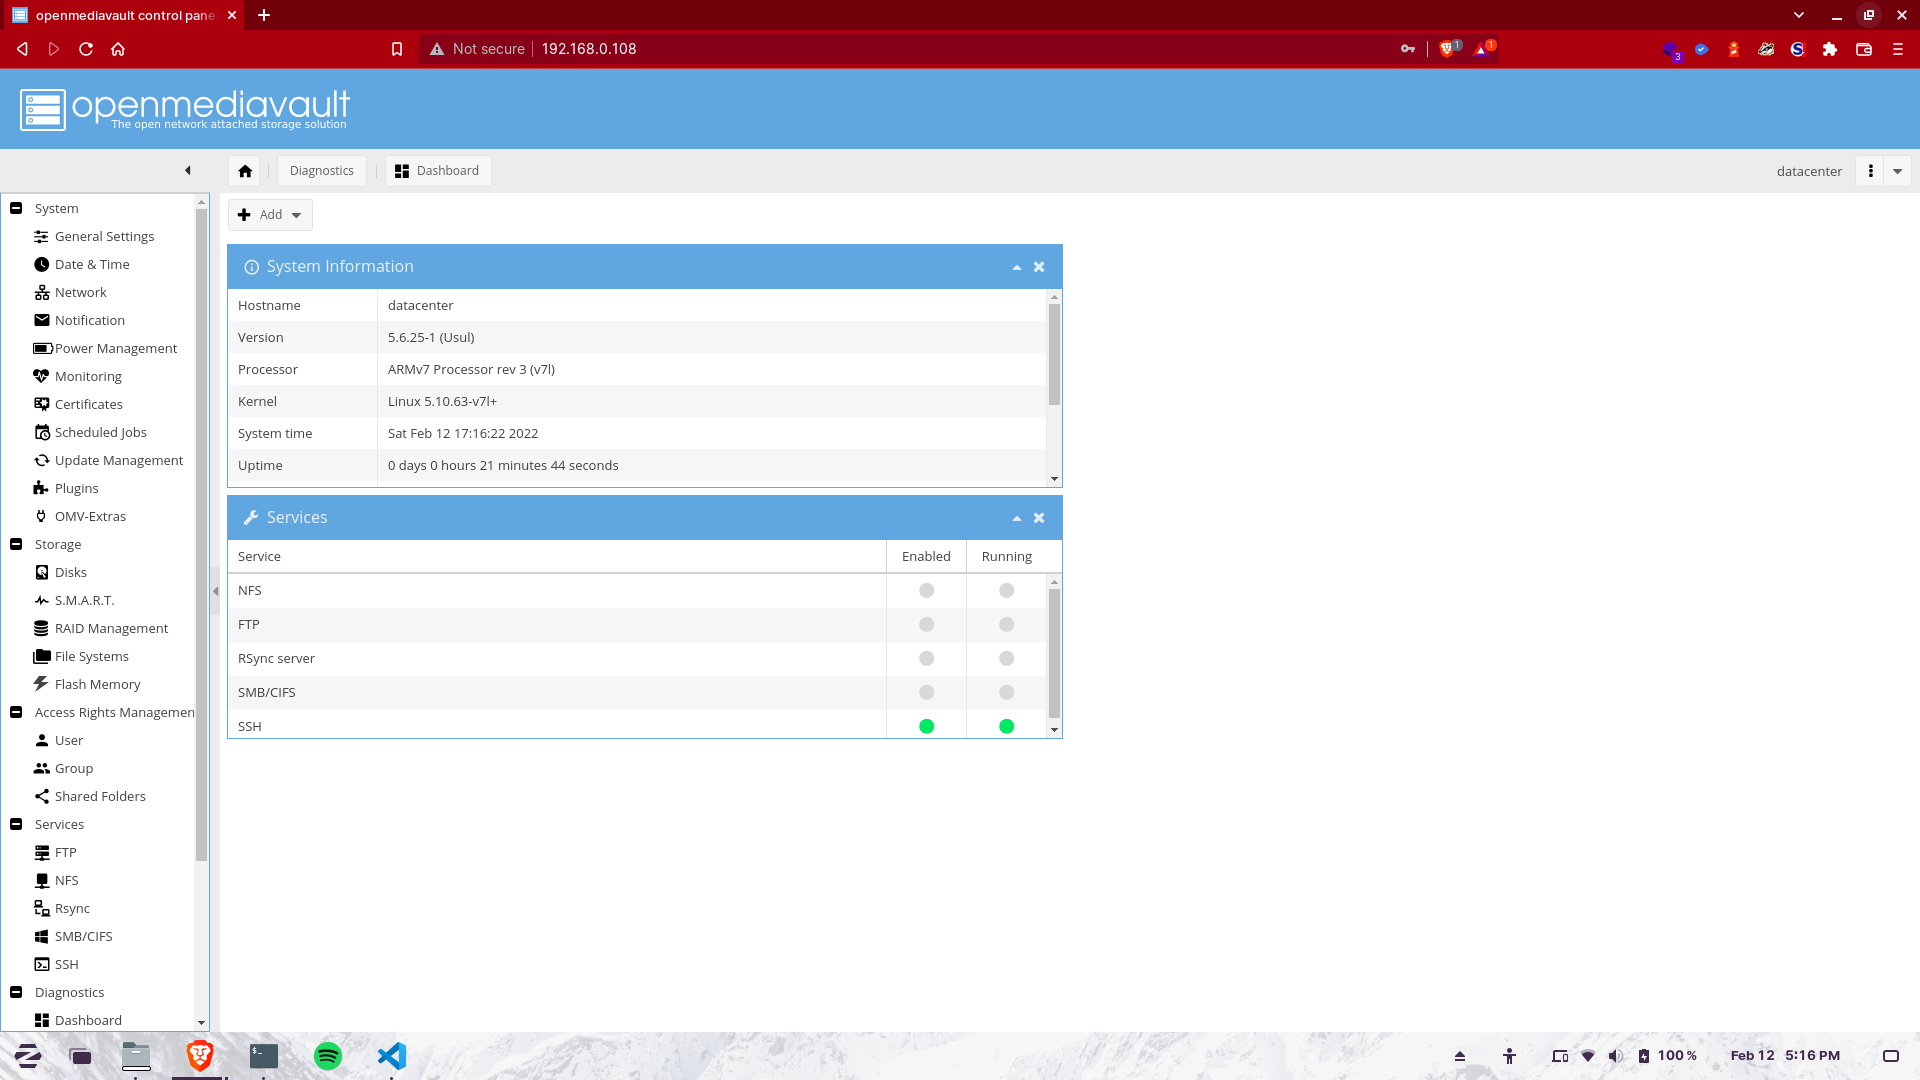 openmediavault control pane
Not secure
192.168.0.108
1
1
3
openmediavault
The open network attached storage solution
Diagnostics
Dashboard
datacenter
System
General Settings
Date & Time
Network
Notification
Power Management
Monitoring
Certificates
Scheduled Jobs
Update Management
Plugins
OMV-Extras
Storage
Disks
S.M.A.R.T.
RAID Management
File Systems
Flash Memory
Access Rights Managemen
User
Group
Shared Folders
Services
FTP
NFS
Rsync
SMB/CIFS
SSH
Diagnostics
Dashboard
Add
System Information
Hostname datacenter
Version 5.6.25-1 (Usul)
Processor ARMv7 Processor rev 3 (v7l)
Kernel Linux 5.10.63-v7l+
System time Sat Feb 12 17:16:22 2022
Uptime 0 days 0 hours 21 minutes 44 seconds
Services
Service Enabled Running
NFS
FTP
RSync server
SMB/CIFS
SSH
100 %
Feb 12 5:16 PM